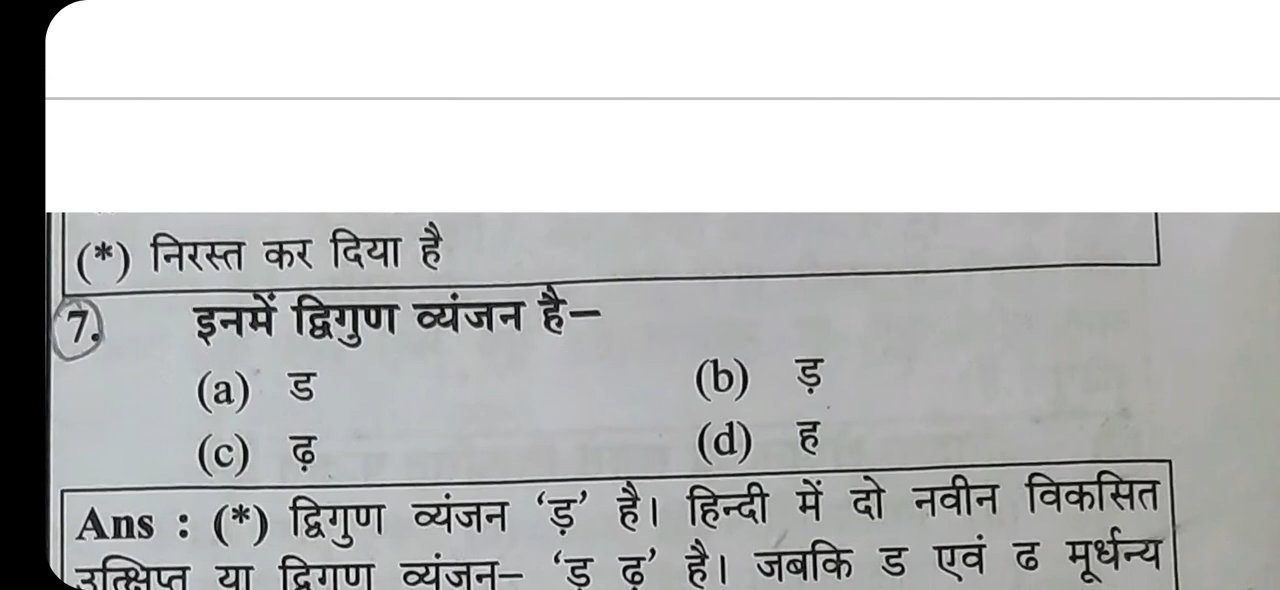 (*) निरस्त कर दिया है
7. इनमें द्विगुण व्यंजन है–
(a) ड (b) ड़
(c) ढ़ (d) ह
Ans : (*) द्विगुण व्यंजन ‘ड़’ है। हिन्दी में दो नवीन विकसित
उत्क्षिप्त या द्विगुण व्यंजन– ‘ड़ ढ़’ है। जबकि ड एवं ढ मूर्धन्य